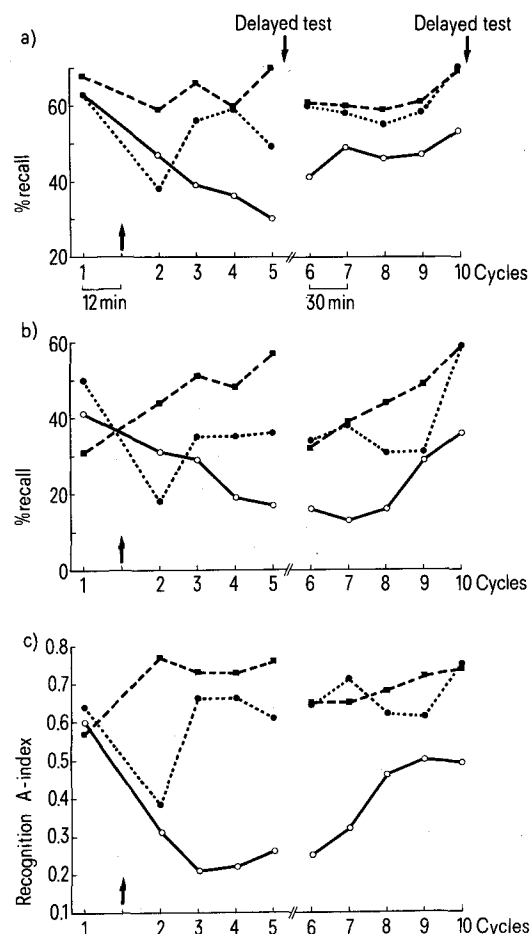 a)
Delayed test
Delayed test
60
40
20
% recall
1 2 3 4 5 6 7 8 9 10 Cycles
12 min
30 min
b)
60
40
20
0
% recall
1 2 3 4 5 6 7 8 9 10 Cycles
c)
0.8
0.7
0.6
0.5
0.4
0.3
0.2
0.1
Recognition A-index
1 2 3 4 5 6 7 8 9 10 Cycles